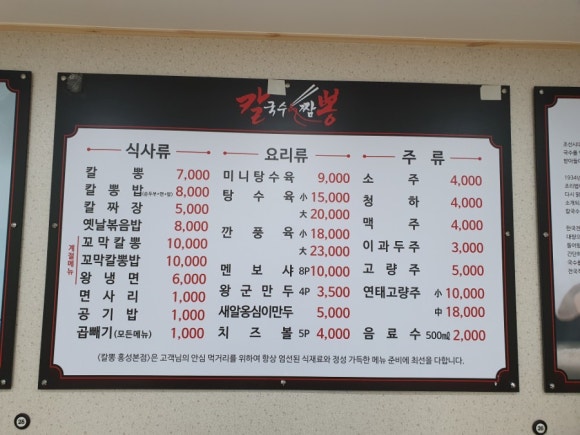 칼국수 짬뽕
식사류
칼 뽕 7,000
칼 뽕 밥 8,000
칼 짜 장 5,000
옛날볶음밥 8,000
계절메뉴
꼬막칼뽕 10,000
꼬막칼뽕밥 10,000
왕 냉 면 6,000
면 사 리 1,000
공 기 밥 1,000
곱빼기(모든메뉴) 1,000
요리류
미니탕수육 9,000
탕 수 육 小 15,000
大 20,000
깐 풍 육 小 18,000
大 23,000
멘 보 샤 8P 10,000
왕 군 만 두 4P 3,500
새알옹심이만두 5,000
치 즈 볼 5P 4,000
주 류
소 주 4,000
청 하 4,000
맥 주 4,000
이 과 두 주 3,000
고 량 주 5,000
연태고량주 小 10,000
中 18,000
음 료 수 500㎖ 2,000
〈칼뽕 홍성본점〉은 고객님의 안심 먹거리를 위하여 항상 엄선된 식재료와 정성 가득한 메뉴 준비에 최선을 다합니다.